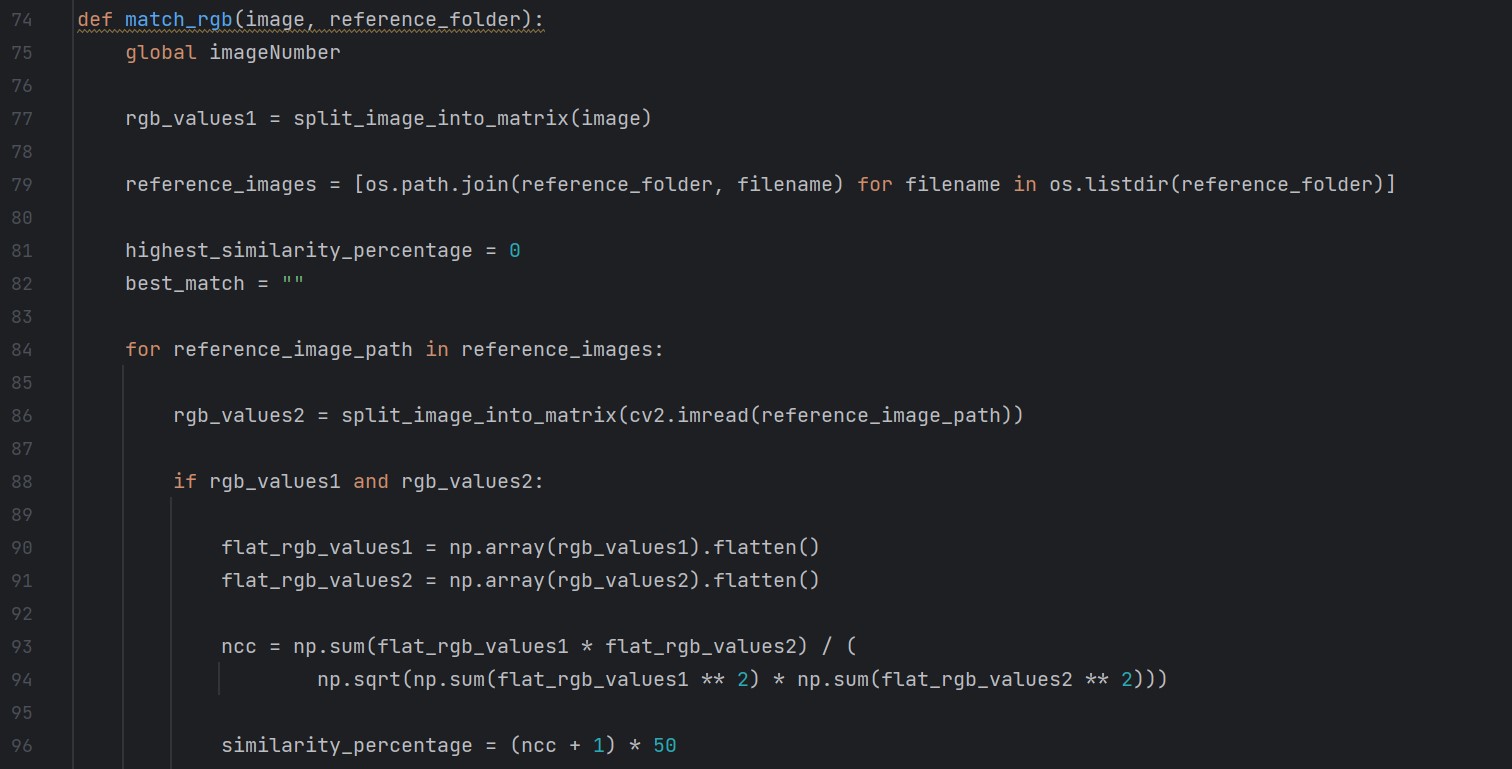 74 def match_rgb(image, reference_folder):
75     global imageNumber
76
77     rgb_values1 = split_image_into_matrix(image)
78
79     reference_images = [os.path.join(reference_folder, filename) for filename in os.listdir(reference_folder)]
80
81     highest_similarity_percentage = 0
82     best_match = ""
83
84     for reference_image_path in reference_images:
85
86         rgb_values2 = split_image_into_matrix(cv2.imread(reference_image_path))
87
88         if rgb_values1 and rgb_values2:
89
90             flat_rgb_values1 = np.array(rgb_values1).flatten()
91             flat_rgb_values2 = np.array(rgb_values2).flatten()
92
93             ncc = np.sum(flat_rgb_values1 * flat_rgb_values2) / (
94                     np.sqrt(np.sum(flat_rgb_values1 ** 2) * np.sum(flat_rgb_values2 ** 2)))
95
96             similarity_percentage = (ncc + 1) * 50